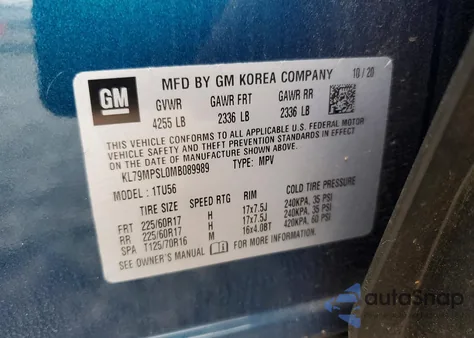 GM
MFD BY GM KOREA COMPANY 10 / 20
GVWR GAWR FRT GAWR RR
4255 LB 2336 LB 2336 LB
THIS VEHICLE CONFORMS TO ALL APPLICABLE U.S. FEDERAL MOTOR
VEHICLE SAFETY AND THEFT PREVENTION STANDARDS IN EFFECT
ON THE DATE OF MANUFACTURE SHOWN ABOVE.
KL79MPSL0MB089989 TYPE: MPV
MODEL : 1TU56
TIRE SIZE SPEED RTG RIM COLD TIRE PRESSURE
FRT 225/60R17 H 17x7.5J 240KPA, 35 PSI
RR 225/60R17 H 17x7.5J 240KPA, 35 PSI
SPA T125/70R16 M 16x4.0BT 420KPA, 60 PSI
SEE OWNER'S MANUAL FOR MORE INFORMATION.
autoSnap